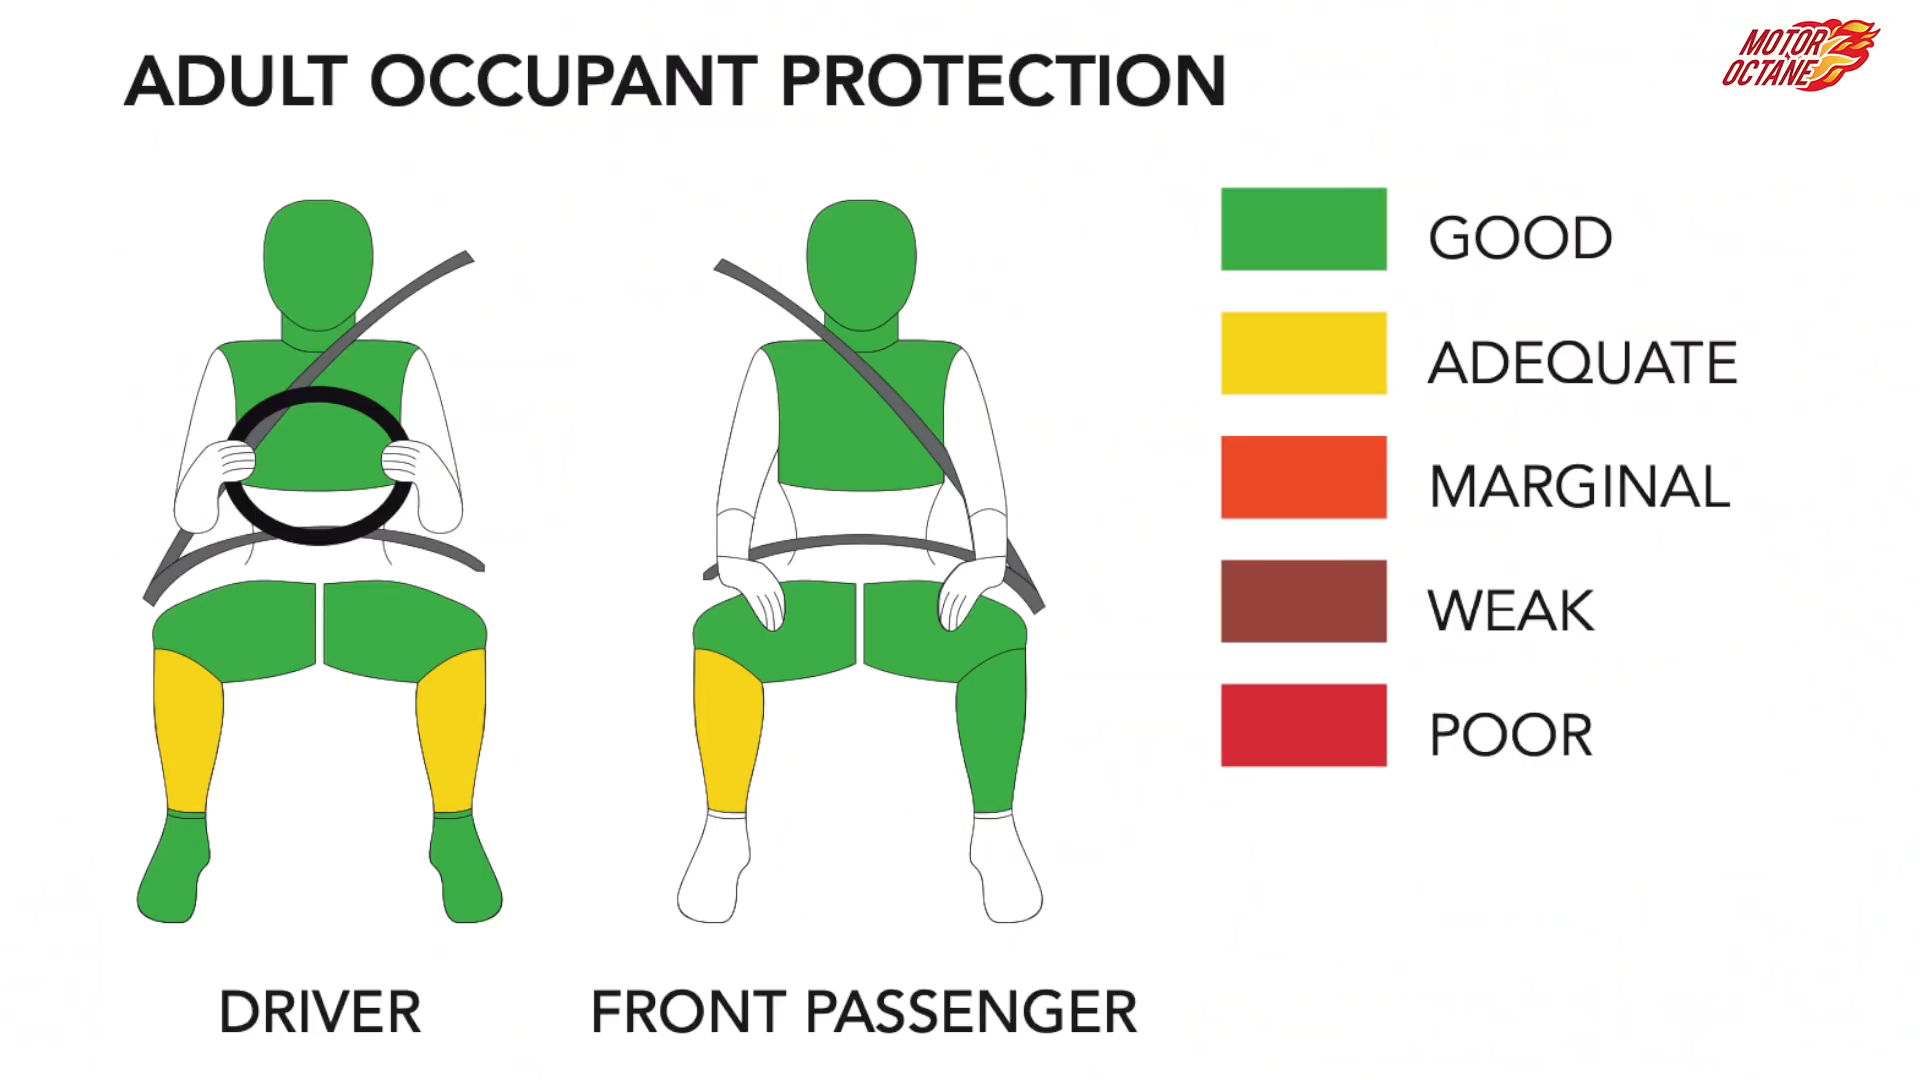 ADULT OCCUPANT PROTECTION
MOTOR
OCTANE
GOOD
ADEQUATE
MARGINAL
WEAK
POOR
DRIVER
FRONT PASSENGER